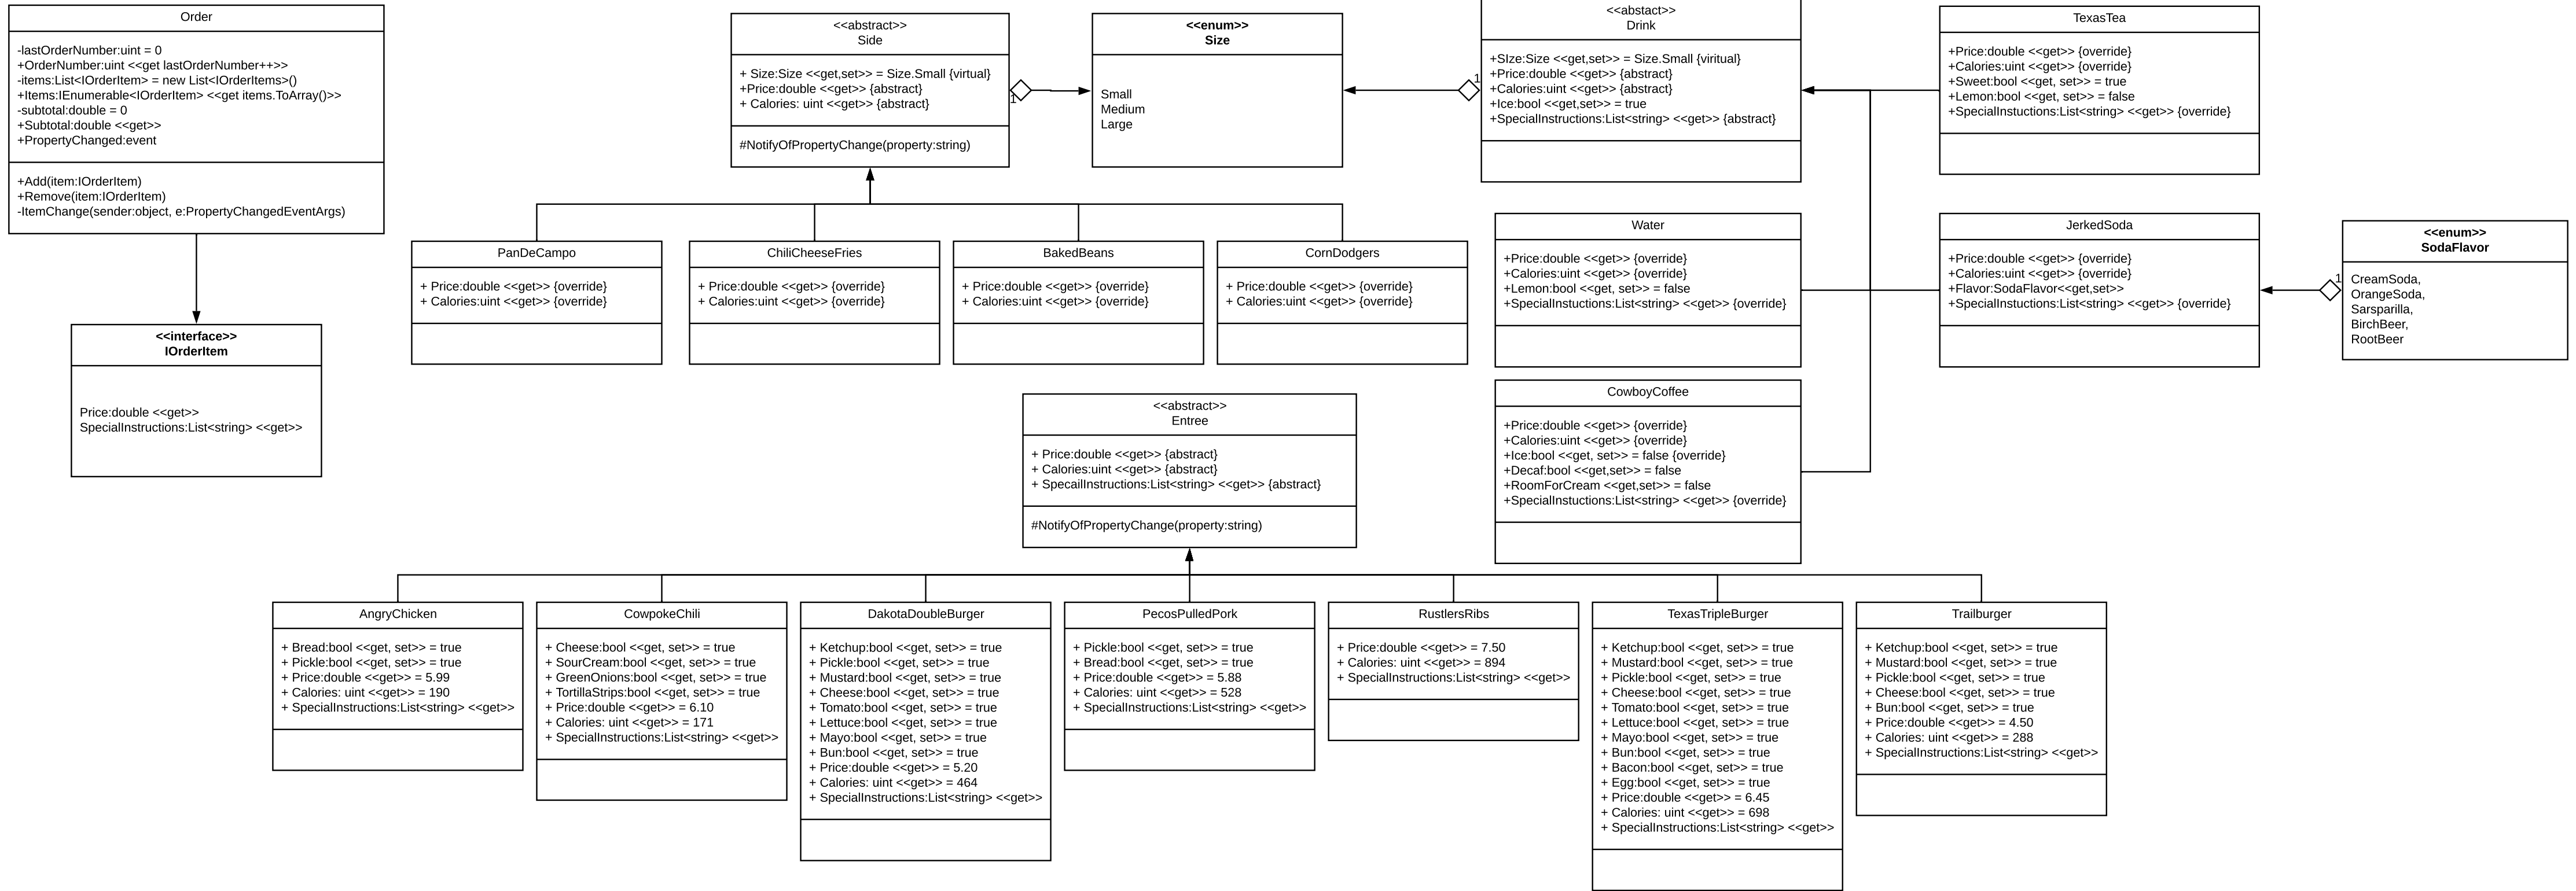 Order
-lastOrderNumber:uint = 0
+OrderNumber:uint <<get lastOrderNumber++>>
-items:List<IOrderItem> = new List<IOrderItems>()
+Items:IEnumerable<IOrderItem> <<get items.ToArray()>>
-subtotal:double = 0
+Subtotal:double <<get>>
+PropertyChanged:event
+Add(item:IOrderItem)
+Remove(item:IOrderItem)
-ItemChange(sender:object, e:PropertyChangedEventArgs)
<<interface>>
IOrderItem
Price:double <<get>>
SpecialInstructions:List<string> <<get>>
<<abstract>>
Side
+ Size:Size <<get,set>> = Size.Small {virtual}
+Price:double <<get>> {abstract}
+ Calories: uint <<get>> {abstract}
#NotifyOfPropertyChange(property:string)
1
<<enum>>
Size
Small
Medium
Large
1
<<abstact>>
Drink
+SIze:Size <<get,set>> = Size.Small {viritual}
+Price:double <<get>> {abstract}
+Calories:uint <<get>> {abstract}
+Ice:bool <<get,set>> = true
+SpecialInstructions:List<string> <<get>> {abstract}
TexasTea
+Price:double <<get>> {override}
+Calories:uint <<get>> {override}
+Sweet:bool <<get, set>> = true
+Lemon:bool <<get, set>> = false
+SpecialInstuctions:List<string> <<get>> {override}
PanDeCampo
+ Price:double <<get>> {override}
+ Calories:uint <<get>> {override}
ChiliCheeseFries
+ Price:double <<get>> {override}
+ Calories:uint <<get>> {override}
BakedBeans
+ Price:double <<get>> {override}
+ Calories:uint <<get>> {override}
CornDodgers
+ Price:double <<get>> {override}
+ Calories:uint <<get>> {override}
Water
+Price:double <<get>> {override}
+Calories:uint <<get>> {override}
+Lemon:bool <<get, set>> = false
+SpecialInstuctions:List<string> <<get>> {override}
JerkedSoda
+Price:double <<get>> {override}
+Calories:uint <<get>> {override}
+Flavor:SodaFlavor<<get,set>>
+SpecialInstuctions:List<string> <<get>> {override}
1
<<enum>>
SodaFlavor
CreamSoda,
OrangeSoda,
Sarsparilla,
BirchBeer,
RootBeer
CowboyCoffee
+Price:double <<get>> {override}
+Calories:uint <<get>> {override}
+Ice:bool <<get, set>> = false {override}
+Decaf:bool <<get,set>> = false
+RoomForCream <<get,set>> = false
+SpecialInstuctions:List<string> <<get>> {override}
<<abstract>>
Entree
+ Price:double <<get>> {abstract}
+ Calories:uint <<get>> {abstract}
+ SpecailInstuctions:List<string> <<get>> {abstract}
#NotifyOfPropertyChange(property:string)
AngryChicken
+ Bread:bool <<get, set>> = true
+ Pickle:bool <<get, set>> = true
+ Price:double <<get>> = 5.99
+ Calories: uint <<get>> = 190
+ SpecialInstuctions:List<string> <<get>>
CowpokeChili
+ Cheese:bool <<get, set>> = true
+ SourCream:bool <<get, set>> = true
+ GreenOnions:bool <<get, set>> = true
+ TortillaStrips:bool <<get, set>> = true
+ Price:double <<get>> = 6.10
+ Calories: uint <<get>> = 171
+ SpecialInstuctions:List<string> <<get>>
DakotaDoubleBurger
+ Ketchup:bool <<get, set>> = true
+ Pickle:bool <<get, set>> = true
+ Mustard:bool <<get, set>> = true
+ Cheese:bool <<get, set>> = true
+ Tomato:bool <<get, set>> = true
+ Lettuce:bool <<get, set>> = true
+ Mayo:bool <<get, set>> = true
+ Bun:bool <<get, set>> = true
+ Price:double <<get>> = 5.20
+ Calories: uint <<get>> = 464
+ SpecialInstuctions:List<string> <<get>>
PecosPulledPork
+ Pickle:bool <<get, set>> = true
+ Bread:bool <<get, set>> = true
+ Price:double <<get>> = 5.88
+ Calories: uint <<get>> = 528
+ SpecialInstuctions:List<string> <<get>>
RustlersRibs
+ Price:double <<get>> = 7.50
+ Calories: uint <<get>> = 894
+ SpecialInstuctions:List<string> <<get>>
TexasTripleBurger
+ Ketchup:bool <<get, set>> = true
+ Mustard:bool <<get, set>> = true
+ Pickle:bool <<get, set>> = true
+ Cheese:bool <<get, set>> = true
+ Tomato:bool <<get, set>> = true
+ Lettuce:bool <<get, set>> = true
+ Mayo:bool <<get, set>> = true
+ Bun:bool <<get, set>> = true
+ Bacon:bool <<get, set>> = true
+ Egg:bool <<get, set>> = true
+ Price:double <<get>> = 6.45
+ Calories: uint <<get>> = 698
+ SpecialInstuctions:List<string> <<get>>
Trailburger
+ Ketchup:bool <<get, set>> = true
+ Mustard:bool <<get, set>> = true
+ Pickle:bool <<get, set>> = true
+ Cheese:bool <<get, set>> = true
+ Bun:bool <<get, set>> = true
+ Price:double <<get>> = 4.50
+ Calories: uint <<get>> = 288
+ SpecialInstuctions:List<string> <<get>>